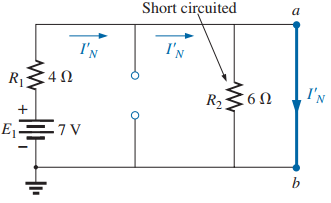 Short circuited
a
I'N
I'N
R1
4 Ω
R2
6 Ω
I'N
+
E1
7 V
−
b